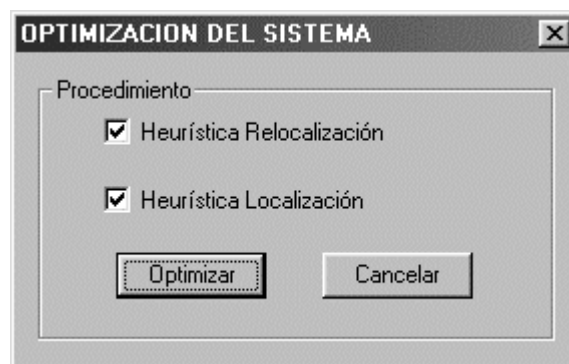 OPTIMIZACION DEL SISTEMA
Procedimiento
Heurística Relocalización
Heurística Localización
Optimizar Cancelar